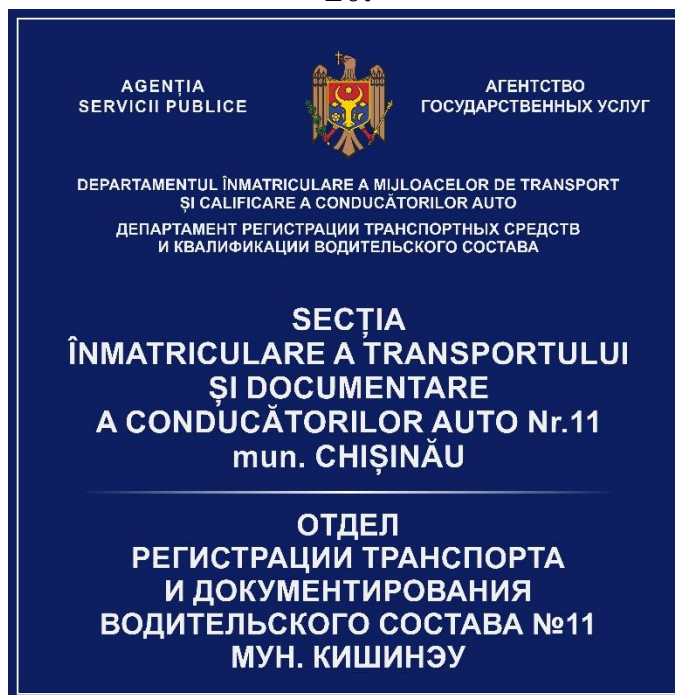 AGENȚIA
SERVICII PUBLICE
АГЕНТСТВО
ГОСУДАРСТВЕННЫХ УСЛУГ
DEPARTAMENTUL ÎNMATRICULARE A MIJLOACELOR DE TRANSPORT
ȘI CALIFICARE A CONDUCĂTORILOR AUTO
ДЕПАРТАМЕНТ РЕГИСТРАЦИИ ТРАНСПОРТНЫХ СРЕДСТВ
И КВАЛИФИКАЦИИ ВОДИТЕЛЬСКОГО СОСТАВА
SECȚIA
ÎNMATRICULARE A TRANSPORTULUI
ȘI DOCUMENTARE
A CONDUCĂTORILOR AUTO Nr.11
mun. CHIȘINĂU
ОТДЕЛ
РЕГИСТРАЦИИ ТРАНСПОРТА
И ДОКУМЕНТИРОВАНИЯ
ВОДИТЕЛЬСКОГО СОСТАВА №11
МУН. КИШИНЭУ